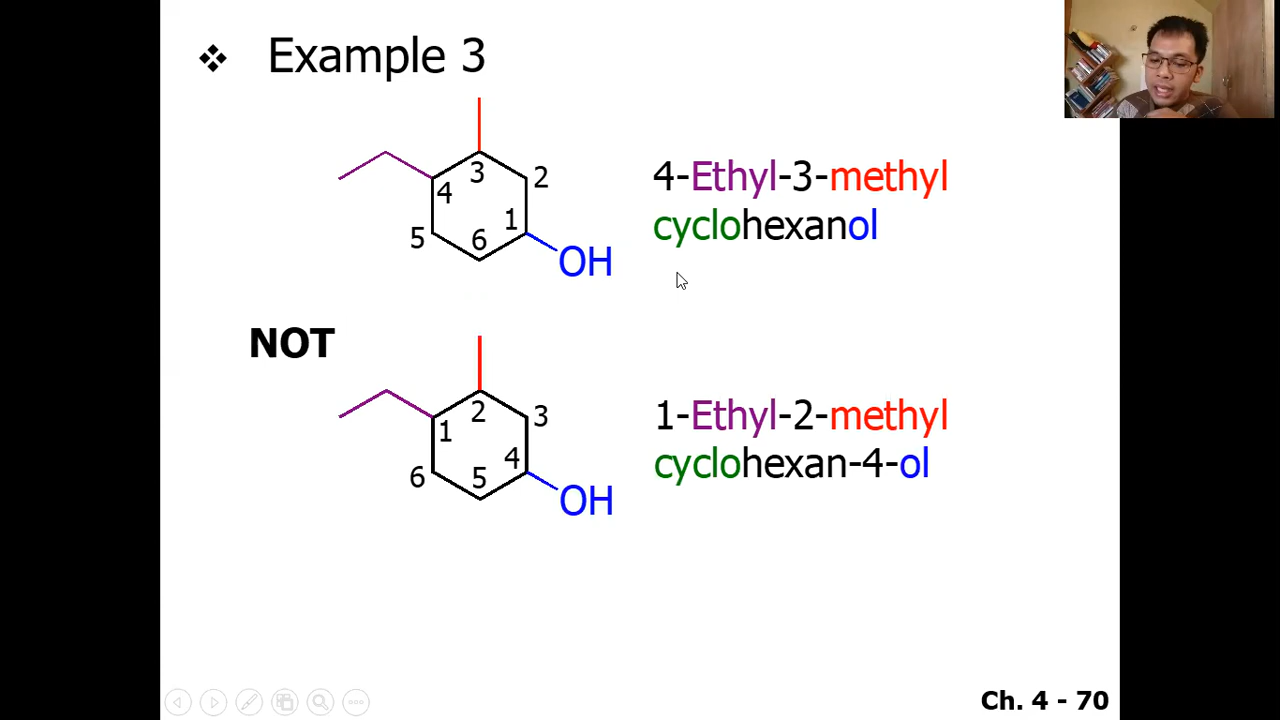 ❖ Example 3
3
2
4
1
5
6
OH
4-Ethyl-3-methyl
cyclohexanol
NOT
2
3
1
4
6
5
OH
1-Ethyl-2-methyl
cyclohexan-4-ol
Ch. 4 - 70